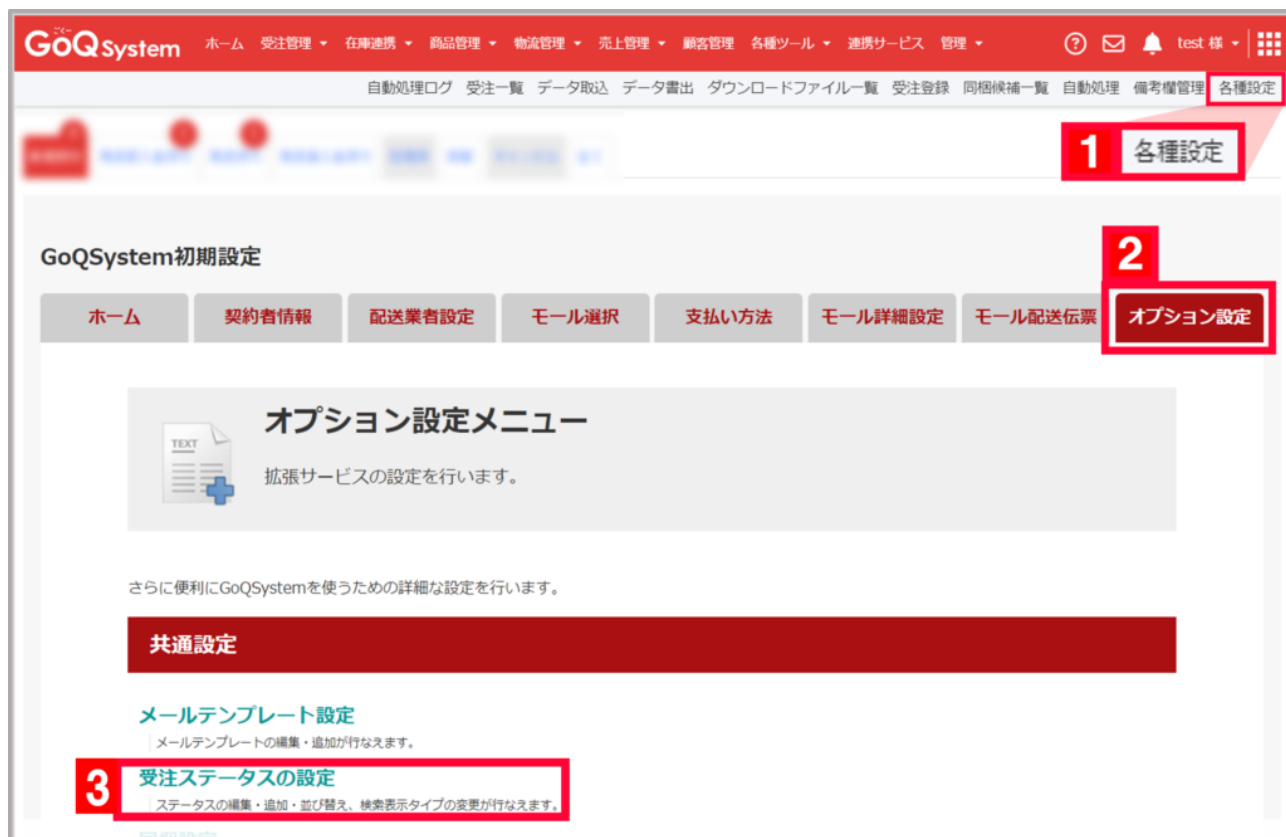 ごくー
GoQSystem ホーム 受注管理 在庫連携 商品管理 物流管理 売上管理 顧客管理 各種ツール 連携サービス 管理 ? test 様
自動処理ログ 受注一覧 データ取込 データ書出 ダウンロードファイル一覧 受注登録 同梱候補一覧 自動処理 備考欄管理 各種設定
1 各種設定
GoQSystem初期設定
2
ホーム 契約者情報 配送業者設定 モール選択 支払い方法 モール詳細設定 モール配送伝票 オプション設定
オプション設定メニュー
TEXT
拡張サービスの設定を行います。
さらに便利にGoQSystemを使うための詳細な設定を行います。
共通設定
メールテンプレート設定
メールテンプレートの編集・追加が行なえます。
3 受注ステータスの設定
ステータスの編集・追加・並び替え、検索表示タイプの変更が行なえます。